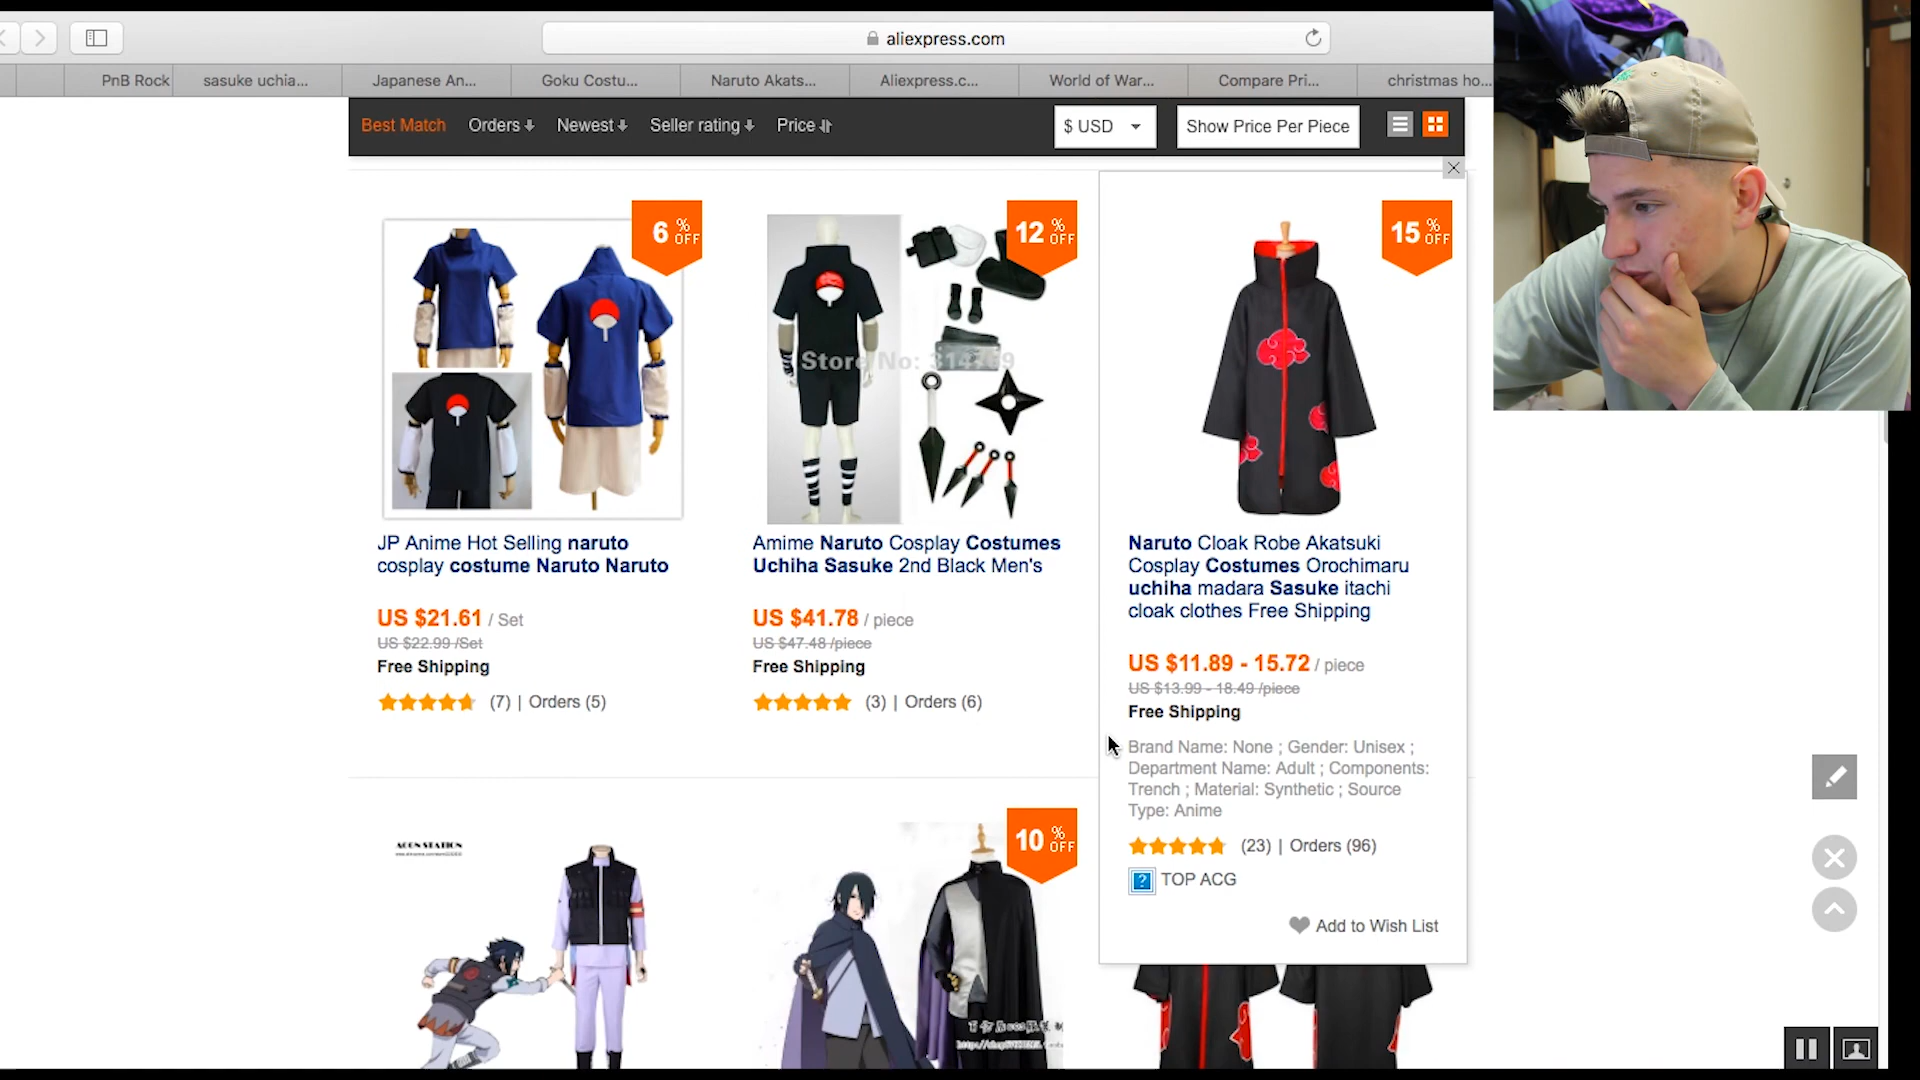 aliexpress.com
PnB Rock
sasuke uchia...
Japanese An...
Goku Costu...
Naruto Akats...
Aliexpress.c...
World of War...
Compare Pri...
christmas ho...
Best Match
Orders
Newest
Seller rating
Price
$ USD
Show Price Per Piece
6 % OFF
12 % OFF
15 % OFF
Store No: 314769
JP Anime Hot Selling naruto
cosplay costume Naruto Naruto
US $21.61 / Set
US $22.99 /Set
Free Shipping
(7) | Orders (5)
Amime Naruto Cosplay Costumes
Uchiha Sasuke 2nd Black Men's
US $41.78 / piece
US $47.48 /piece
Free Shipping
(3) | Orders (6)
Naruto Cloak Robe Akatsuki
Cosplay Costumes Orochimaru
uchiha madara Sasuke itachi
cloak clothes Free Shipping
US $11.89 - 15.72 / piece
US $13.99 - 18.49 /piece
Free Shipping
Brand Name: None ; Gender: Unisex ;
Department Name: Adult ; Components:
Trench ; Material: Synthetic ; Source
Type: Anime
(23) | Orders (96)
? TOP ACG
Add to Wish List
ACGN STATION
10 % OFF